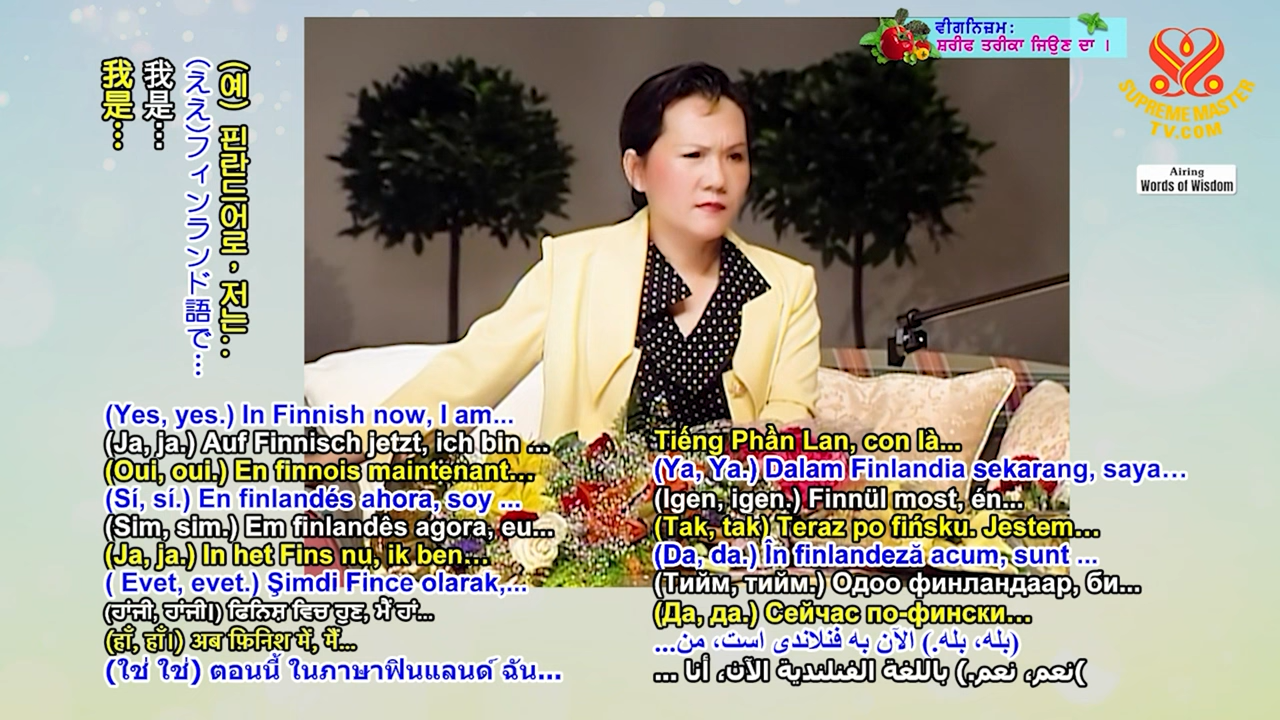 ਵੀਗਨਿਜ਼ਮ:
ਸ਼ਰੀਫ ਤਰੀਕਾ ਜਿਉਣ ਦਾ ।
SUPREME MASTER
TV.COM
Airing
Words of Wisdom
(예) 핀란드어로, 저는..
(ええ)フィンランド語で…
我是…
我是…
(Yes, yes.) In Finnish now, I am...
(Ja, ja.) Auf Finnisch jetzt, ich bin ...
(Oui, oui.) En finnois maintenant...
(Sí, sí.) En finlandés ahora, soy ...
(Sim, sim.) Em finlandês agora, eu...
(Ja, ja.) In het Fins nu, ik ben...
( Evet, evet.) Şimdi Fince olarak,...
(ਹਾਂਜੀ, ਹਾਂਜੀ।) ਫਿਨਿਸ਼ ਵਿਚ ਹੁਣ, ਮੈਂ ਹਾਂ...
(हाँ, हाँ।) अब फ़िनिश में, मैं...
(ใช่ ใช่) ตอนนี้ ในภาษาฟินแลนด์ ฉัน...
Tiếng Phần Lan, con là...
(Ya, Ya.) Dalam Finlandia sekarang, saya…
(Igen, igen.) Finnül most, én...
(Tak, tak) Teraz po fińsku. Jestem...
(Da, da.) În finlandeză acum, sunt ...
(Тийм, тийм.) Одоо финландаар, би...
(Да, да.) Сейчас по-фински...
(بله، بله.) الآن به فنلاندی است، من...
)نعم، نعم.) باللغة الفنلندية الآن، أنا ...